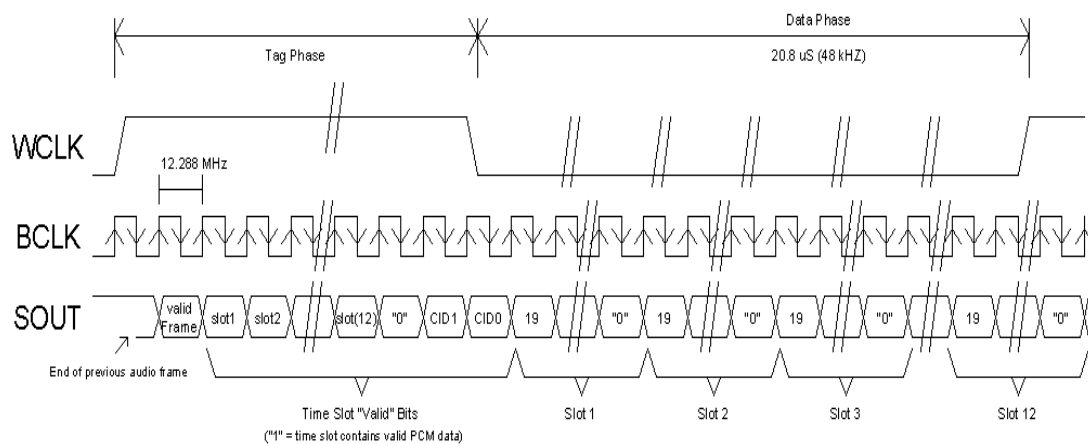 Data Phase
Tag Phase
20.8 uS (48 kHZ)
WCLK
12.288 MHz
BCLK
SOUT
valid Frame
slot1
slot2
slot(12)
"0"
CID1
CID0
19
"0"
19
"0"
19
"0"
19
"0"
End of previous audio frame
Time Slot "Valid" Bits
("1" = time slot contains valid PCM data)
Slot 1
Slot 2
Slot 3
Slot 12